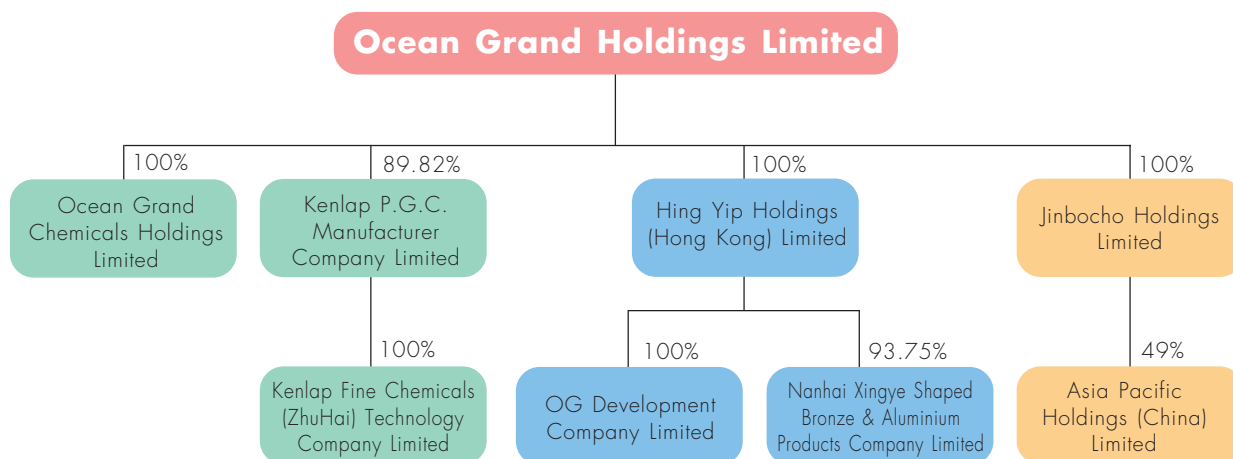 Ocean Grand Holdings Limited
100%
89.82%
100%
100%
Ocean Grand
Chemicals Holdings
Limited
Kenlap P.G.C.
Manufacturer
Company Limited
Hing Yip Holdings
(Hong Kong) Limited
Jinbocho Holdings
Limited
100%
100%
93.75%
49%
Kenlap Fine Chemicals
(ZhuHai) Technology
Company Limited
OG Development
Company Limited
Nanhai Xingye Shaped
Bronze & Aluminium
Products Company Limited
Asia Pacific
Holdings (China)
Limited